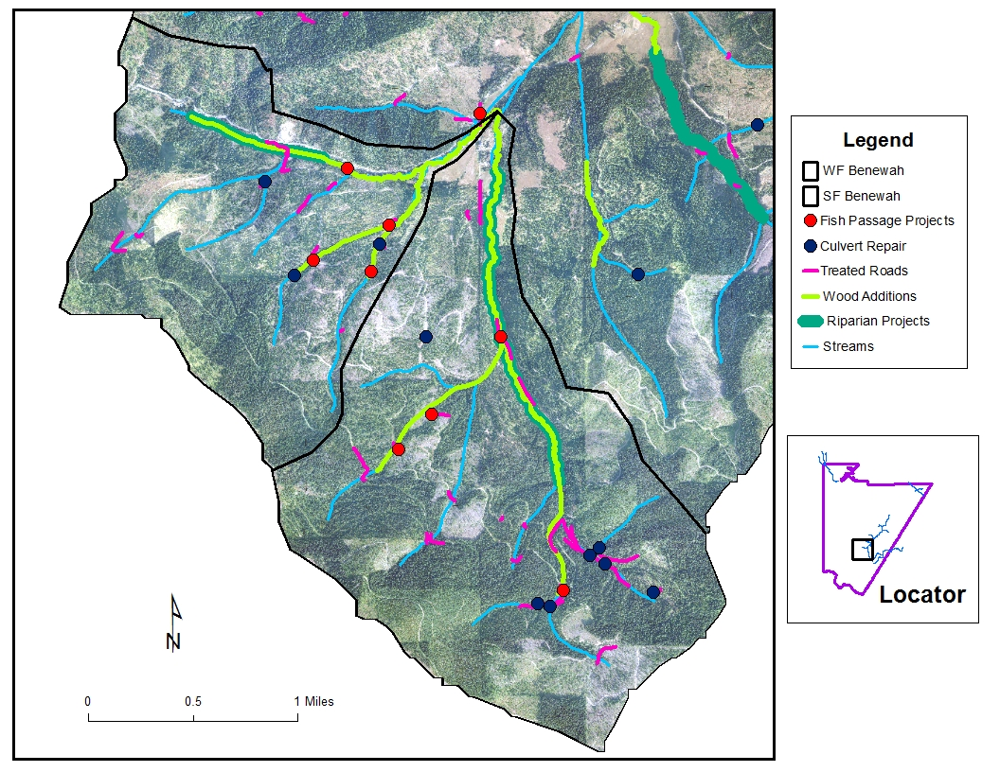 Legend
WF Benewah
SF Benewah
Fish Passage Projects
Culvert Repair
Treated Roads
Wood Additions
Riparian Projects
Streams
Locator
N
0 0.5 1 Miles